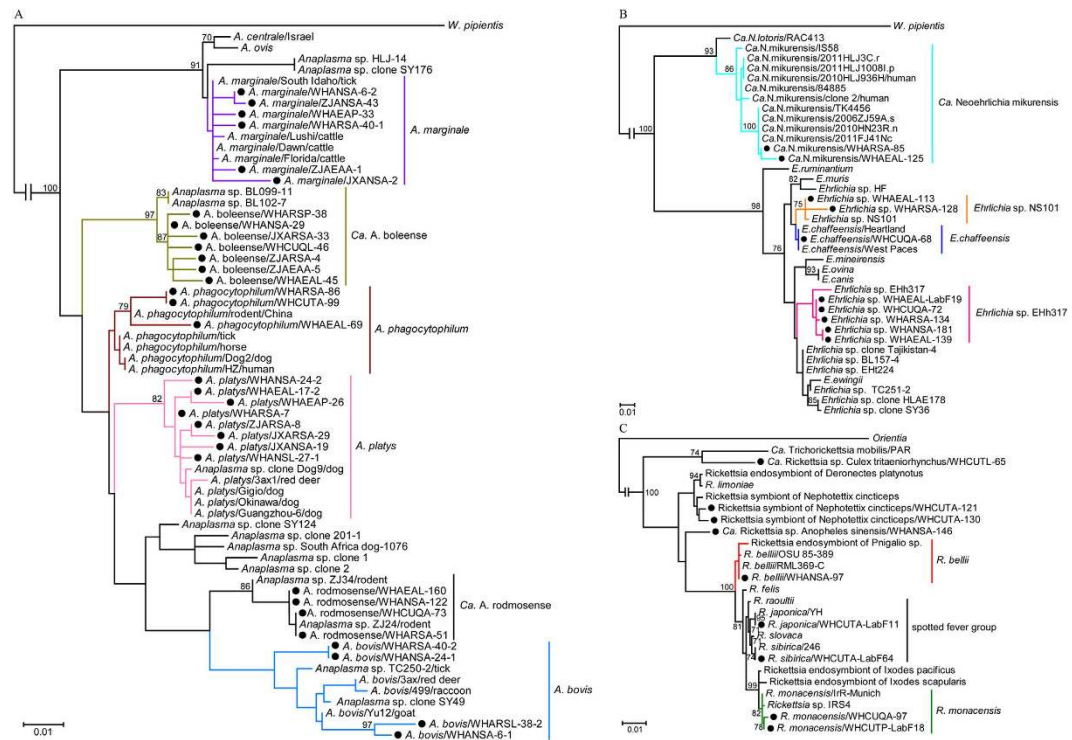 A
W. pipientis
70
A. centrale/Israel
A. ovis
91
Anaplasma sp. HLJ-14
Anaplasma sp. clone SY176
A. marginale/South Idaho/tick
A. marginale/WHANSA-6-2
A. marginale/ZJANSA-43
A. marginale/WHAEAP-33
A. marginale/WHARSA-40-1
A. marginale/Lushi/cattle
A. marginale/Dawn/cattle
A. marginale/Florida/cattle
A. marginale/ZJAEAA-1
A. marginale/JXANSA-2
A. marginale
100
83
Anaplasma sp. BL099-11
Anaplasma sp. BL102-7
97
A. boleense/WHARSP-38
A. boleense/WHANSA-29
87
A. boleense/JXARSA-33
A. boleense/WHCUQL-46
A. boleense/ZJARSA-4
A. boleense/ZJAEAA-5
A. boleense/WHAEAL-45
Ca. A. boleense
79
A. phagocytophilum/WHARSA-86
A. phagocytophilum/WHCUTA-99
A. phagocytophilum/rodent/China
A. phagocytophilum/WHAEAL-69
A. phagocytophilum/tick
A. phagocytophilum/horse
A. phagocytophilum/Dog2/dog
A. phagocytophilum/HZ/human
A. phagocytophilum
82
A. platys/WHANSA-24-2
A. platys/WHAEAL-17-2
A. platys/WHAEAP-26
A. platys/WHARSA-7
A. platys/ZJARSA-8
A. platys/JXARSA-29
A. platys/JXANSA-19
A. platys/WHANSL-27-1
Anaplasma sp. clone Dog9/dog
A. platys/3ax1/red deer
A. platys/Gigio/dog
A. platys/Okinawa/dog
A. platys/Guangzhou-6/dog
A. platys
Anaplasma sp. clone SY124
Anaplasma sp. clone 201-1
Anaplasma sp. South Africa dog-1076
Anaplasma sp. clone 1
Anaplasma sp. clone 2
Anaplasma sp. ZJ34/rodent
86
A. rodmosense/WHAEAL-160
A. rodmosense/WHANSA-122
A. rodmosense/WHCUQA-73
Anaplasma sp. ZJ24/rodent
A. rodmosense/WHARSA-51
Ca. A. rodmosense
A. bovis/WHARSA-40-2
A. bovis/WHANSA-24-1
Anaplasma sp. TC250-2/tick
A. bovis/3ax/red deer
A. bovis/499/raccoon
Anaplasma sp. clone SY49
A. bovis/Yu12/goat
97
A. bovis/WHARSL-38-2
A. bovis/WHANSA-6-1
A. bovis
0.01
B
W. pipientis
100
93
Ca.N.lotoris/RAC413
Ca.N.mikurensis/IS58
86
Ca.N.mikurensis/2011HLJ3C.r
Ca.N.mikurensis/2011HLJ1008I.p
Ca.N.mikurensis/2010HLJ936H/human
Ca.N.mikurensis/84885
Ca.N.mikurensis/clone 2/human
Ca.N.mikurensis/TK4456
100
Ca.N.mikurensis/2006ZJ59A.s
Ca.N.mikurensis/2010HN23R.n
Ca.N.mikurensis/2011FJ41Nc
Ca.N.mikurensis/WHARSA-85
Ca.N.mikurensis/WHAEAL-125
Ca. Neoehrlichia mikurensis
98
E.ruminantium
82
E.muris
Ehrlichia sp. HF
75
Ehrlichia sp. WHAEAL-113
Ehrlichia sp. WHARSA-128
Ehrlichia sp. NS101
Ehrlichia sp. NS101
E.chaffeensis/Heartland
E.chaffeensis/WHCUQA-68
E.chaffeensis/West Paces
E.chaffeensis
76
E.mineirensis
93
E.ovina
E.canis
Ehrlichia sp. EHh317
Ehrlichia sp. WHAEAL-LabF19
Ehrlichia sp. WHCUQA-72
Ehrlichia sp. WHARSA-134
Ehrlichia sp. WHANSA-181
Ehrlichia sp. WHAEAL-139
Ehrlichia sp. EHh317
Ehrlichia sp. clone Tajikistan-4
Ehrlichia sp. BL157-4
Ehrlichia sp. EHt224
E.ewingii
Ehrlichia sp. TC251-2
85
Ehrlichia sp. clone HLAE178
Ehrlichia sp. clone SY36
0.01
C
Orientia
100
74
Ca. Trichorickettsia mobilis/PAR
Ca. Rickettsia sp. Culex tritaeniorhynchus/WHCUTL-65
94
Rickettsia endosymbiont of Deronectes platynotus
R. limoniae
Rickettsia symbiont of Nephotettix cincticeps
Rickettsia symbiont of Nephotettix cincticeps/WHCUTA-121
Rickettsia symbiont of Nephotettix cincticeps/WHCUTA-130
Ca. Rickettsia sp. Anopheles sinensis/WHANSA-146
Rickettsia endosymbiont of Pnigalio sp.
R. bellii/OSU 85-389
R. bellii/RML369-C
100
R. bellii/WHANSA-97
R. bellii
R. felis
R. raoultii
R. japonica/YH
81
R. japonica/WHCUTA-LabF11
R. slovaca
R. sibirica/246
74
R. sibirica/WHCUTA-LabF64
spotted fever group
Rickettsia endosymbiont of Ixodes pacificus
99
Rickettsia endosymbiont of Ixodes scapularis
R. monacensis/IrR-Munich
Rickettsia sp. IRS4
82
R. monacensis/WHCUQA-97
78
R. monacensis/WHCUTP-LabF18
R. monacensis
0.01